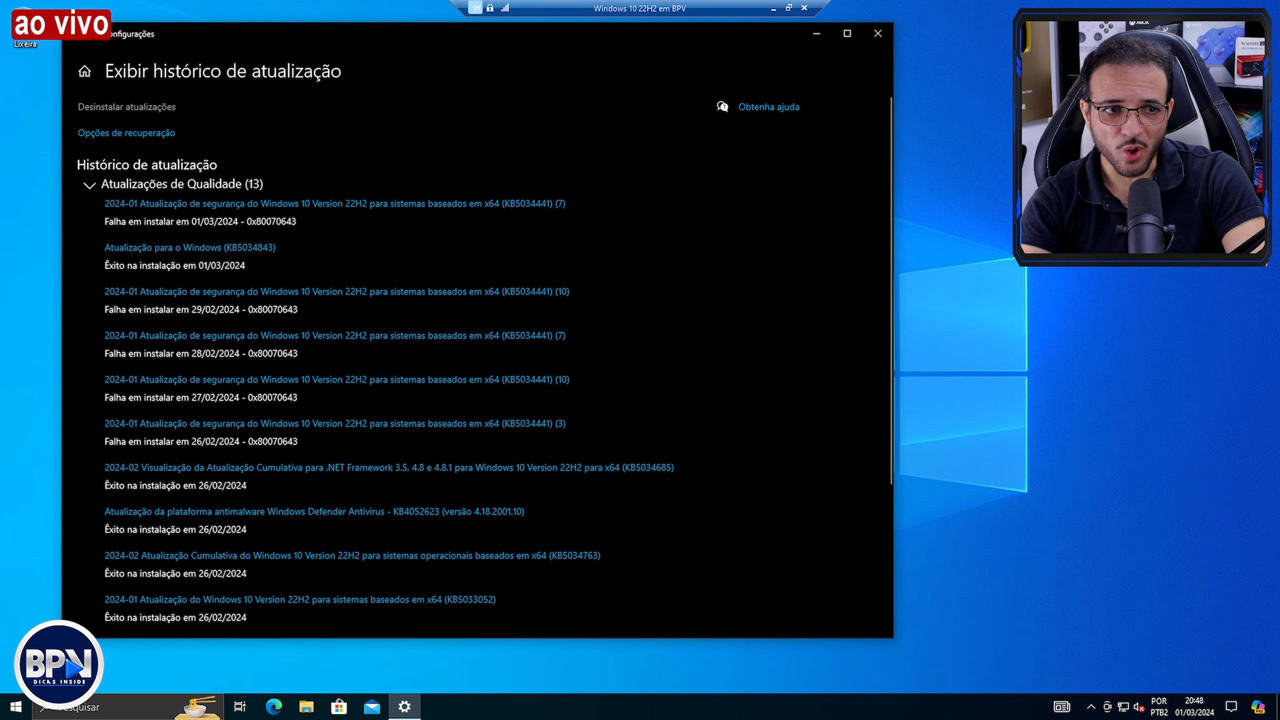 ao vivo
Lixeira
Windows 10 22H2 em BPV
Exibir histórico de atualização
Desinstalar atualizações
Obtenha ajuda
Opções de recuperação
Histórico de atualização
Atualizações de Qualidade (13)
2024-01 Atualização de segurança do Windows 10 Version 22H2 para sistemas baseados em x64 (KB5034441) (7)
Falha em instalar em 01/03/2024 - 0x80070643
Atualização para o Windows (KB5034843)
Êxito na instalação em 01/03/2024
2024-01 Atualização de segurança do Windows 10 Version 22H2 para sistemas baseados em x64 (KB5034441) (10)
Falha em instalar em 29/02/2024 - 0x80070643
2024-01 Atualização de segurança do Windows 10 Version 22H2 para sistemas baseados em x64 (KB5034441) (7)
Falha em instalar em 28/02/2024 - 0x80070643
2024-01 Atualização de segurança do Windows 10 Version 22H2 para sistemas baseados em x64 (KB5034441) (10)
Falha em instalar em 27/02/2024 - 0x80070643
2024-01 Atualização de segurança do Windows 10 Version 22H2 para sistemas baseados em x64 (KB5034441) (3)
Falha em instalar em 26/02/2024 - 0x80070643
2024-02 Visualização da Atualização Cumulativa para .NET Framework 3.5, 4.8 e 4.8.1 para Windows 10 Version 22H2 para x64 (KB5034685)
Êxito na instalação em 26/02/2024
Atualização da plataforma antimalware Windows Defender Antivirus - KB4052623 (versão 4.18.2001.10)
Êxito na instalação em 26/02/2024
2024-02 Atualização Cumulativa do Windows 10 Version 22H2 para sistemas operacionais baseados em x64 (KB5034763)
Êxito na instalação em 26/02/2024
2024-01 Atualização do Windows 10 Version 22H2 para sistemas baseados em x64 (KB5033052)
Êxito na instalação em 26/02/2024
BPV
DICAS INSIDE
POR
PTB2
20:48
01/03/2024